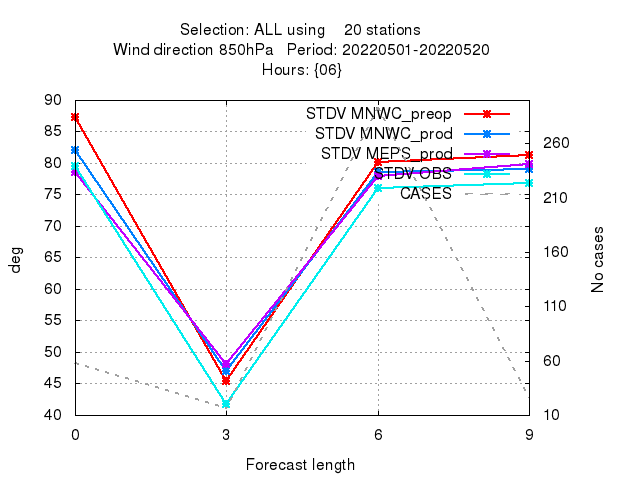 Selection: ALL using 20 stations
Wind direction 850hPa Period: 20220501-20220520
Hours: {06}
STDV MNWC_preop
STDV MNWC_prod
STDV MEPS_prod
STDV OBS
CASES
90
85
80
75
70
65
60
55
50
45
40
deg
260
210
160
110
60
10
No cases
0 3 6 9
Forecast length